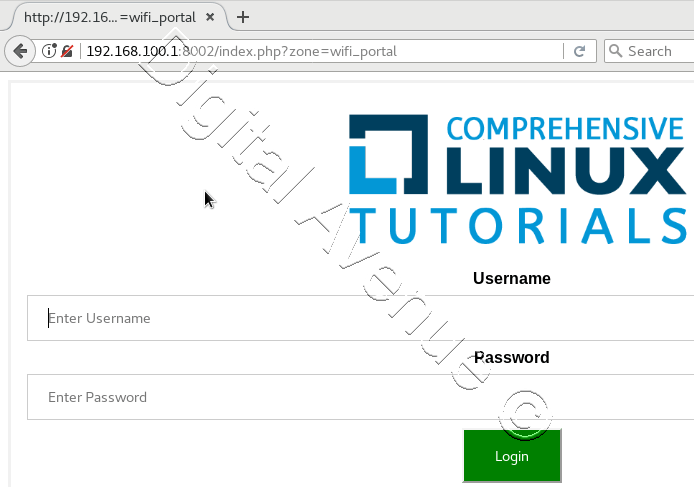 http://192.16... =wifi_portal
192.168.100.1:8002/index.php?zone=wifi_portal
Search
COMPREHENSIVE
LINUX
TUTORIALS
Digital Avenue ©
Username
Enter Username
Password
Enter Password
Login